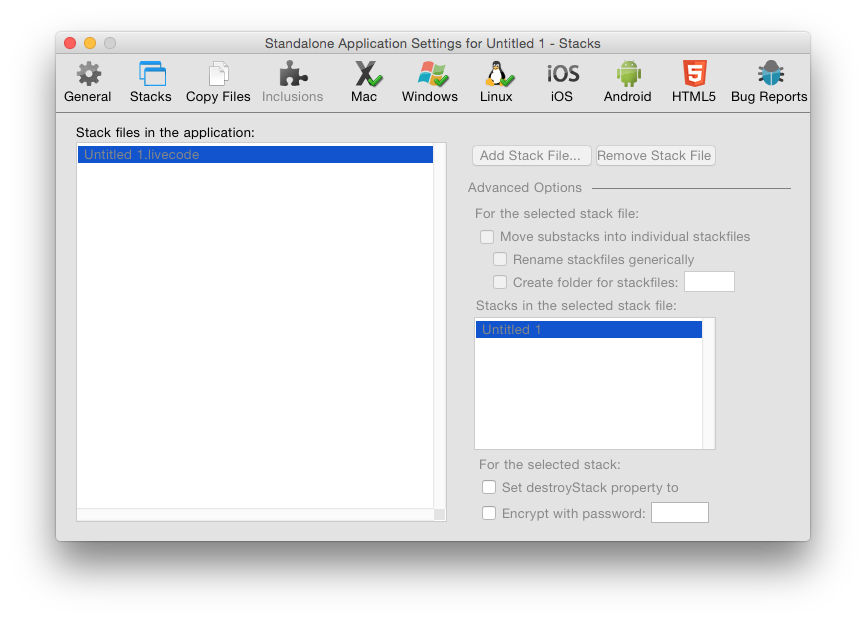 Standalone Application Settings for Untitled 1 - Stacks
iOS
5
General Stacks Copy Files Inclusions Mac Windows Linux iOS Android HTML5 Bug Reports
Stack files in the application:
Untitled 1.livecode
Add Stack File... Remove Stack File
Advanced Options
For the selected stack file:
Move substacks into individual stackfiles
Rename stackfiles generically
Create folder for stackfiles:
Stacks in the selected stack file:
Untitled 1
For the selected stack:
Set destroyStack property to
Encrypt with password: